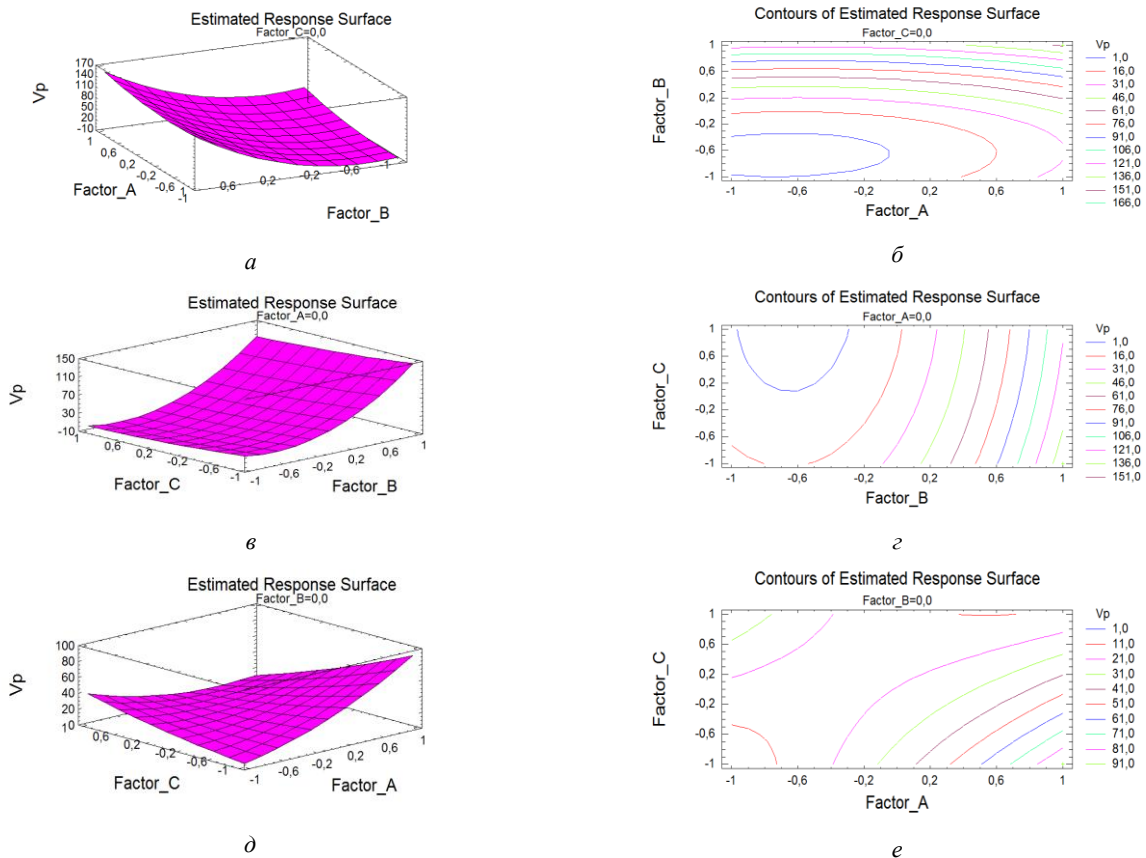 Estimated Response Surface
Factor_C=0,0
Vp
170
140
110
80
50
20
-10
1
0,6
0,2
-0,2
-0,6
-1
Factor_A
0,6
0,2
-0,2
-0,6
-1
Factor_B
а
Contours of Estimated Response Surface
Factor_C=0,0
Factor_B
1
0,6
0,2
-0,2
-0,6
-1
-1 -0,6 -0,2 0,2 0,6 1
Factor_A
Vp
1,0
16,0
31,0
46,0
61,0
76,0
91,0
106,0
121,0
136,0
151,0
166,0
б
Estimated Response Surface
Factor_A=0,0
Vp
150
110
70
30
-10
0,6
0,2
-0,2
-0,6
-1
Factor_C
-1
-0,6
-0,2
0,2
0,6
1
Factor_B
в
Contours of Estimated Response Surface
Factor_A=0,0
Factor_C
1
0,6
0,2
-0,2
-0,6
-1
-1 -0,6 -0,2 0,2 0,6 1
Factor_B
Vp
1,0
16,0
31,0
46,0
61,0
76,0
91,0
106,0
121,0
136,0
151,0
г
Estimated Response Surface
Factor_B=0,0
Vp
100
80
60
40
20
0
0,6
0,2
-0,2
-0,6
-1
Factor_C
-1
-0,6
-0,2
0,2
0,6
1
Factor_A
д
Contours of Estimated Response Surface
Factor_B=0,0
Factor_C
1
0,6
0,2
-0,2
-0,6
-1
-1 -0,6 -0,2 0,2 0,6 1
Factor_A
Vp
1,0
11,0
21,0
31,0
41,0
51,0
61,0
71,0
81,0
91,0
е